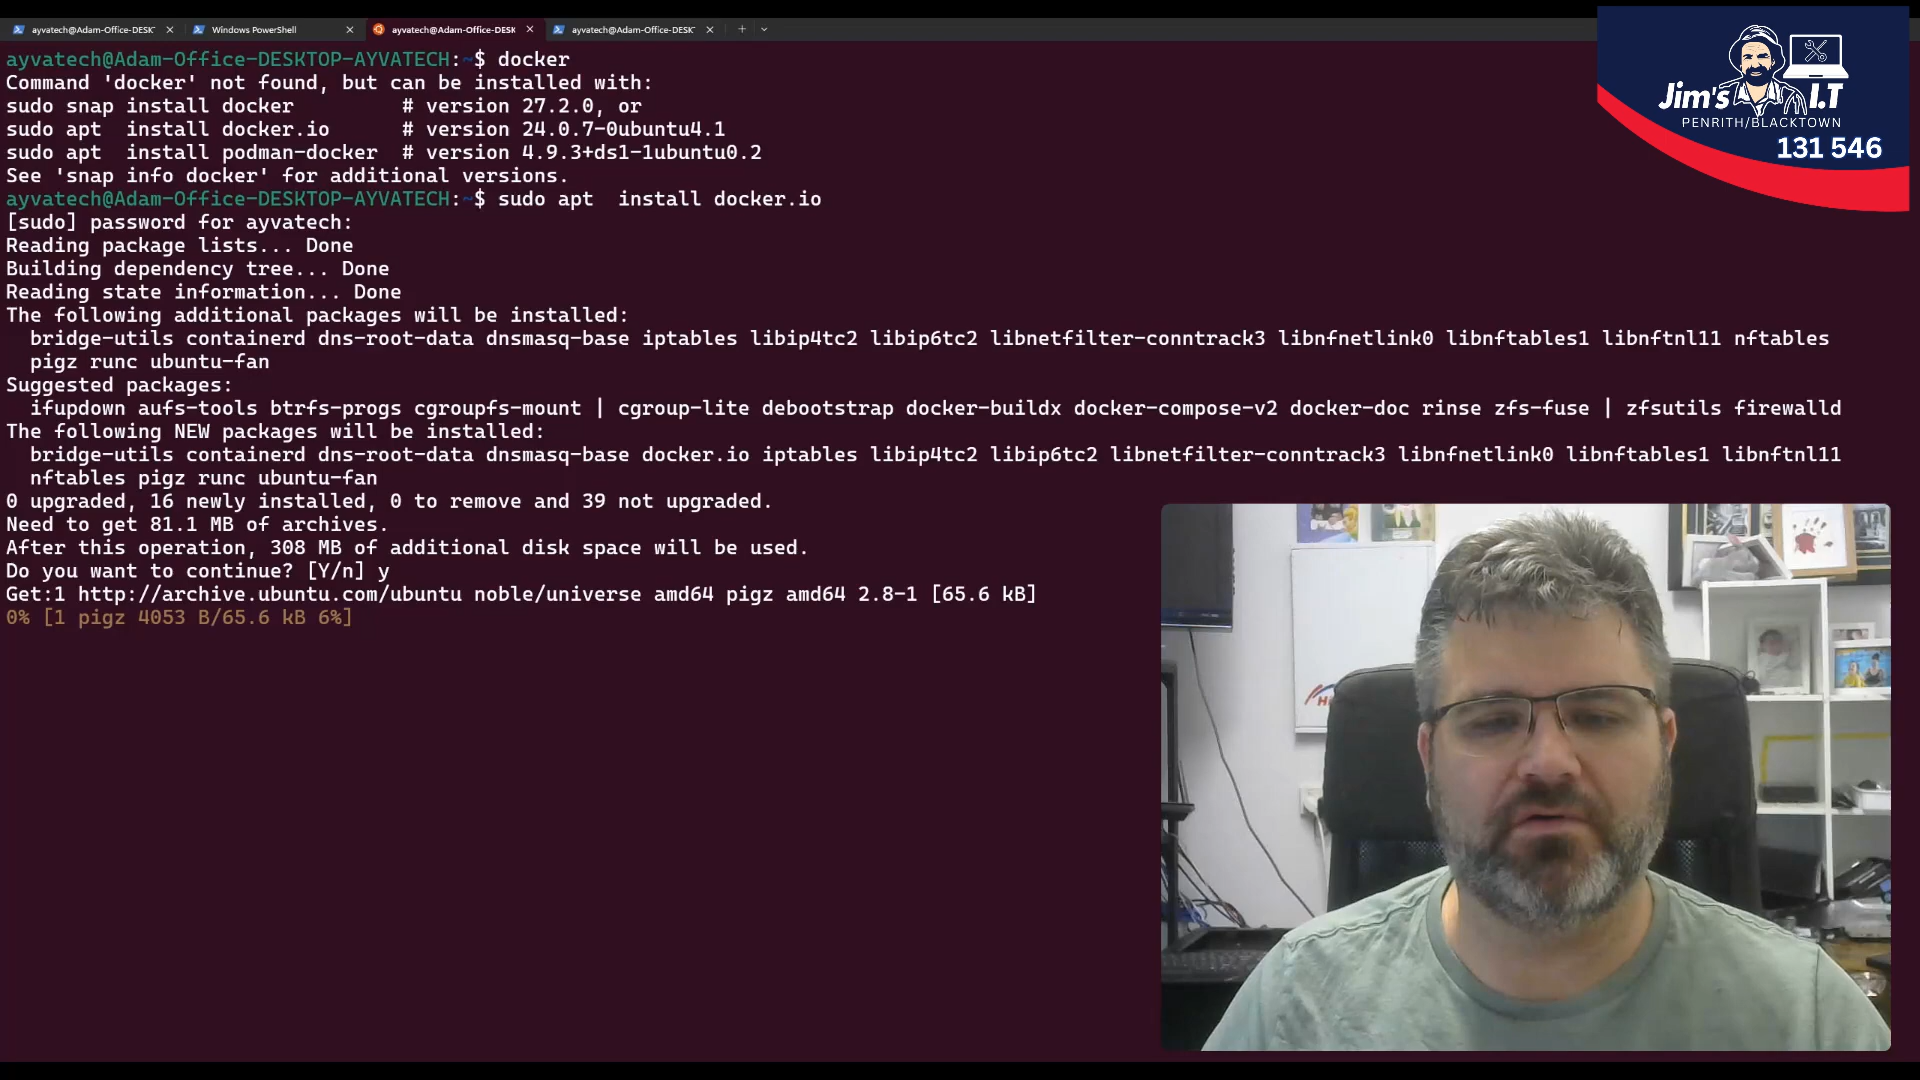 ayvatech@Adam-Office-DESKT
Windows PowerShell
ayvatech@Adam-Office-DESK
ayvatech@Adam-Office-DESKT
ayvatech@Adam-Office-DESKTOP-AYVATECH:~$ docker
Command 'docker' not found, but can be installed with:
sudo snap install docker         # version 27.2.0, or
sudo apt  install docker.io      # version 24.0.7-0ubuntu4.1
sudo apt  install podman-docker  # version 4.9.3+ds1-1ubuntu0.2
See 'snap info docker' for additional versions.
ayvatech@Adam-Office-DESKTOP-AYVATECH:~$ sudo apt  install docker.io
[sudo] password for ayvatech:
Reading package lists... Done
Building dependency tree... Done
Reading state information... Done
The following additional packages will be installed:
  bridge-utils containerd dns-root-data dnsmasq-base iptables libip4tc2 libip6tc2 libnetfilter-conntrack3 libnfnetlink0 libnftables1 libnftnl11 nftables
  pigz runc ubuntu-fan
Suggested packages:
  ifupdown aufs-tools btrfs-progs cgroupfs-mount | cgroup-lite debootstrap docker-buildx docker-compose-v2 docker-doc rinse zfs-fuse | zfsutils firewalld
The following NEW packages will be installed:
  bridge-utils containerd dns-root-data dnsmasq-base docker.io iptables libip4tc2 libip6tc2 libnetfilter-conntrack3 libnfnetlink0 libnftables1 libnftnl11
  nftables pigz runc ubuntu-fan
0 upgraded, 16 newly installed, 0 to remove and 39 not upgraded.
Need to get 81.1 MB of archives.
After this operation, 308 MB of additional disk space will be used.
Do you want to continue? [Y/n] y
Get:1 http://archive.ubuntu.com/ubuntu noble/universe amd64 pigz amd64 2.8-1 [65.6 kB]
0% [1 pigz 4053 B/65.6 kB 6%]
Jim's I.T
PENRITH/BLACKTOWN
131 546